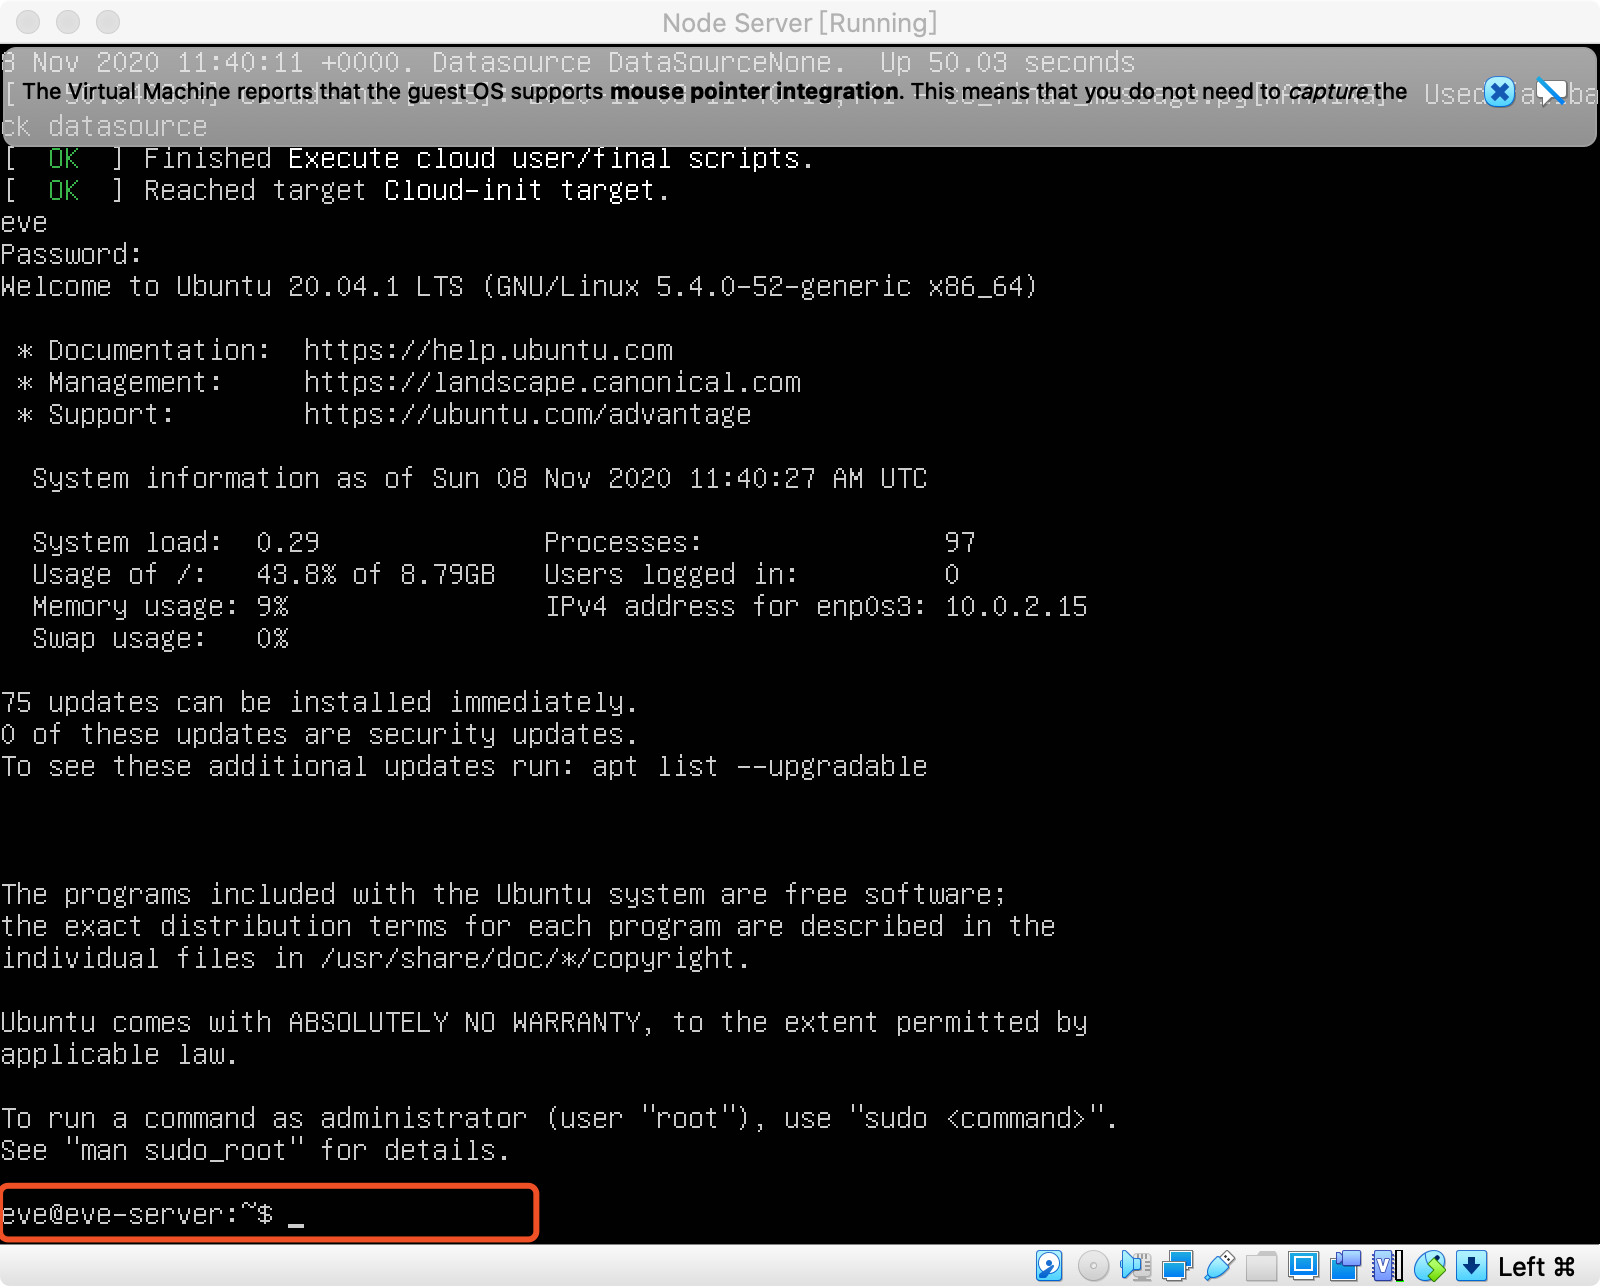 Node Server [Running]
8 Nov 2020 11:40:11 +0000. Datasource DataSourceNone.  Up 50.03 seconds
The Virtual Machine reports that the guest OS supports mouse pointer integration. This means that you do not need to capture the
Used
ck datasource
[  OK  ] Finished Execute cloud user/final scripts.
[  OK  ] Reached target Cloud-init target.
eve
Password:
Welcome to Ubuntu 20.04.1 LTS (GNU/Linux 5.4.0-52-generic x86_64)
* Documentation:  https://help.ubuntu.com
* Management:     https://landscape.canonical.com
* Support:        https://ubuntu.com/advantage
System information as of Sun 08 Nov 2020 11:40:27 AM UTC
System load:  0.29              Processes:               97
Usage of /:   43.8% of 8.79GB   Users logged in:         0
Memory usage: 9%                IPv4 address for enp0s3: 10.0.2.15
Swap usage:   0%
75 updates can be installed immediately.
0 of these updates are security updates.
To see these additional updates run: apt list --upgradable
The programs included with the Ubuntu system are free software;
the exact distribution terms for each program are described in the
individual files in /usr/share/doc/*/copyright.
Ubuntu comes with ABSOLUTELY NO WARRANTY, to the extent permitted by
applicable law.
To run a command as administrator (user "root"), use "sudo <command>".
See "man sudo_root" for details.
eve@eve-server:~$ _
Left ⌘